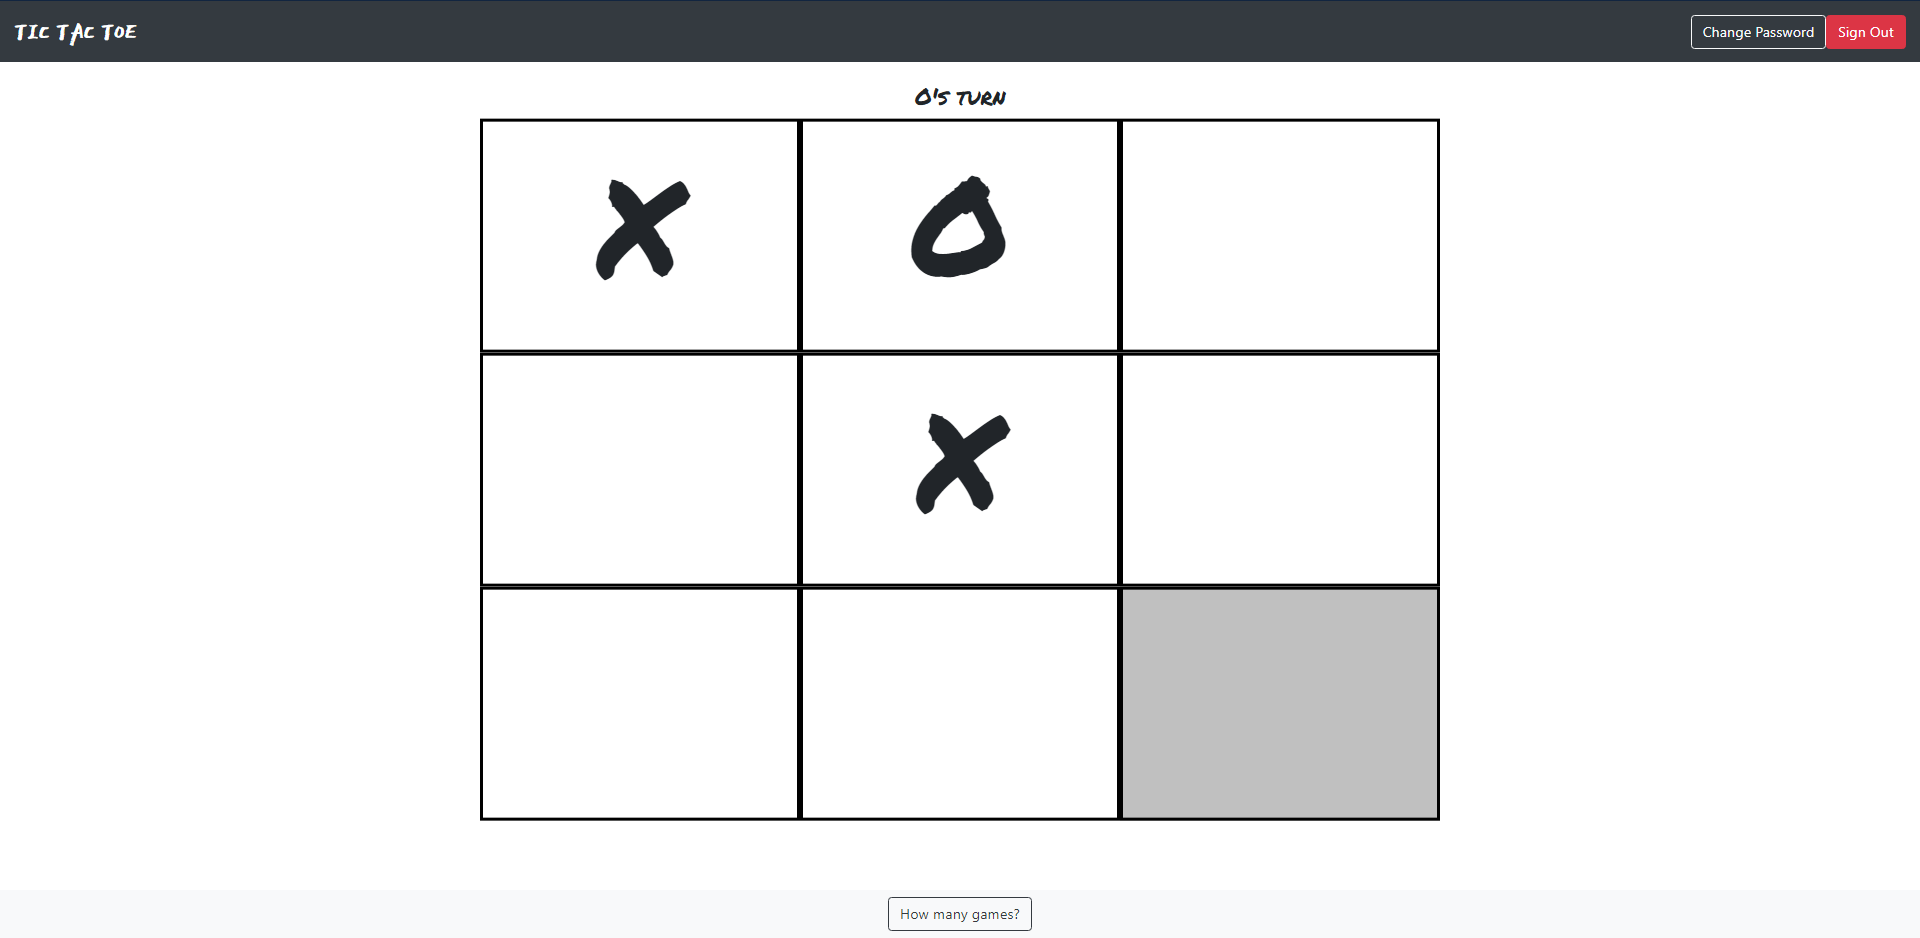 Tic Tac Toe
Change Password
Sign Out
O's turn
X
O
X
How many games?